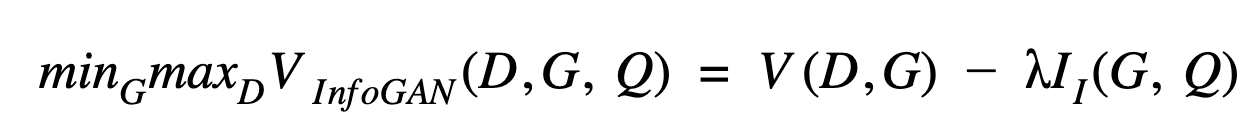 min_G max_D V_InfoGAN(D,G, Q) = V(D,G) − λI_I(G, Q)